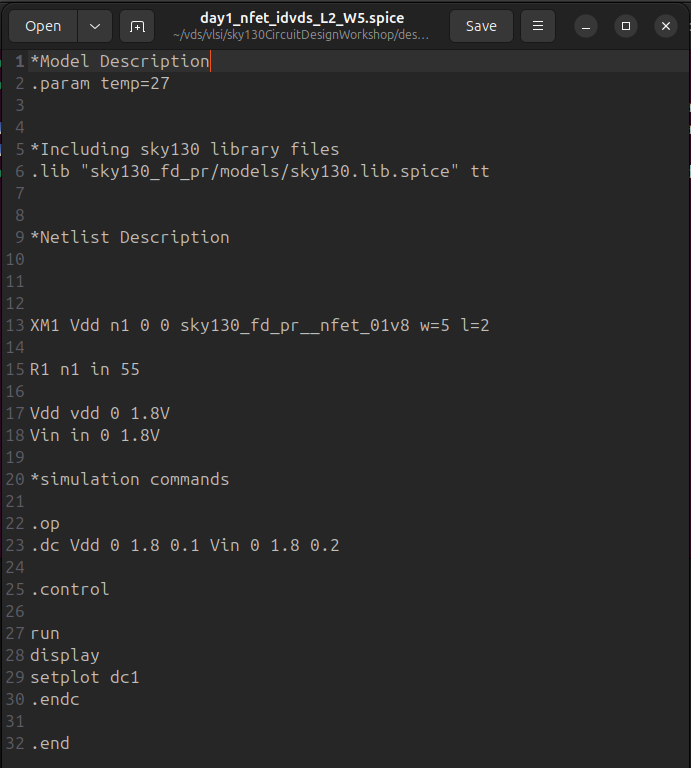 day1_nfet_idvds_L2_W5.spice
Open
~/vds/vlsi/sky130CircuitDesignWorkshop/des…
Save
1 *Model Description
2 .param temp=27
3
4
5 *Including sky130 library files
6 .lib "sky130_fd_pr/models/sky130.lib.spice" tt
7
8
9 *Netlist Description
10
11
12
13 XM1 Vdd n1 0 0 sky130_fd_pr__nfet_01v8 w=5 l=2
14
15 R1 n1 in 55
16
17 Vdd vdd 0 1.8V
18 Vin in 0 1.8V
19
20 *simulation commands
21
22 .op
23 .dc Vdd 0 1.8 0.1 Vin 0 1.8 0.2
24
25 .control
26
27 run
28 display
29 setplot dc1
30 .endc
31
32 .end